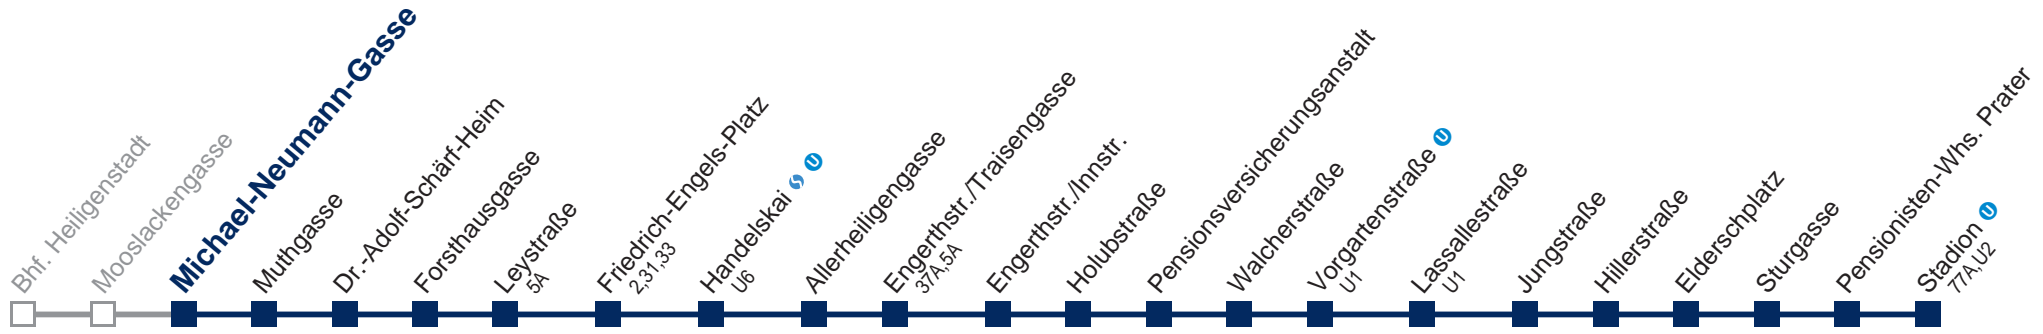 Bhf. Heiligenstadt
Mooslackengasse
Michael-Neumann-Gasse
Muthgasse
Dr.-Adolf-Schärf-Heim
Forsthausgasse
Leystraße
5A
Friedrich-Engels-Platz
2,31,33
Handelskai S U
U6
Allerheiligengasse
Engerthstr./Traisengasse
37A,5A
Engerthstr./Innstr.
Holubstraße
Pensionsversicherungsanstalt
Walcherstraße
Vorgartenstraße U
U1
Lassallestraße
U1
Jungstraße
Hillerstraße
Elderschplatz
Sturgasse
Pensionisten-Whs. Prater
Stadion U
77A,U2